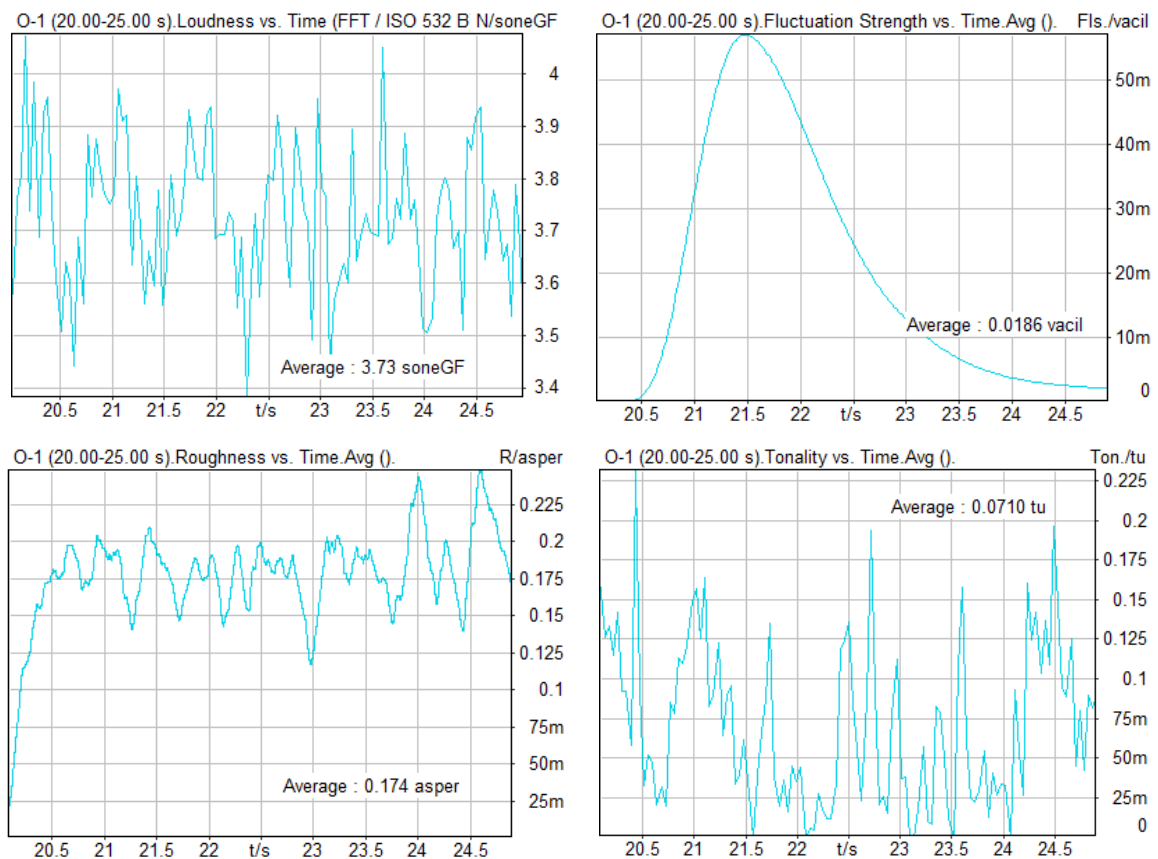 O-1 (20.00-25.00 s).Loudness vs. Time (FFT / ISO 532 B N/soneGF
4
3.9
3.8
3.7
3.6
3.5
3.4
Average : 3.73 soneGF
20.5 21 21.5 22 t/s 23 23.5 24 24.5
O-1 (20.00-25.00 s).Fluctuation Strength vs. Time.Avg (). Fls./vacil
50m
40m
30m
20m
10m
0
Average : 0.0186 vacil
20.5 21 21.5 22 t/s 23 23.5 24 24.5
O-1 (20.00-25.00 s).Roughness vs. Time.Avg (). R/asper
0.225
0.2
0.175
0.15
0.125
0.1
75m
50m
25m
Average : 0.174 asper
20.5 21 21.5 22 t/s 23 23.5 24 24.5
O-1 (20.00-25.00 s).Tonality vs. Time.Avg (). Ton./tu
0.225
0.2
0.175
0.15
0.125
0.1
75m
50m
25m
0
Average : 0.0710 tu
20.5 21 21.5 22 t/s 23 23.5 24 24.5